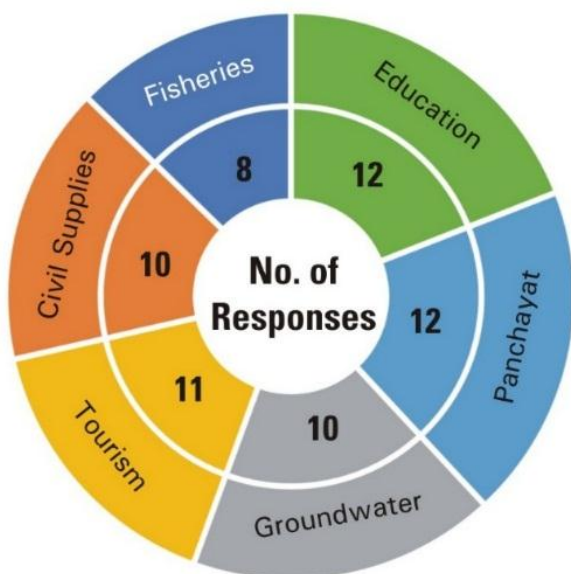 Fisheries
Education
8
12
Civil Supplies
10
No. of
Responses
12
Panchayat
11
10
Tourism
Groundwater